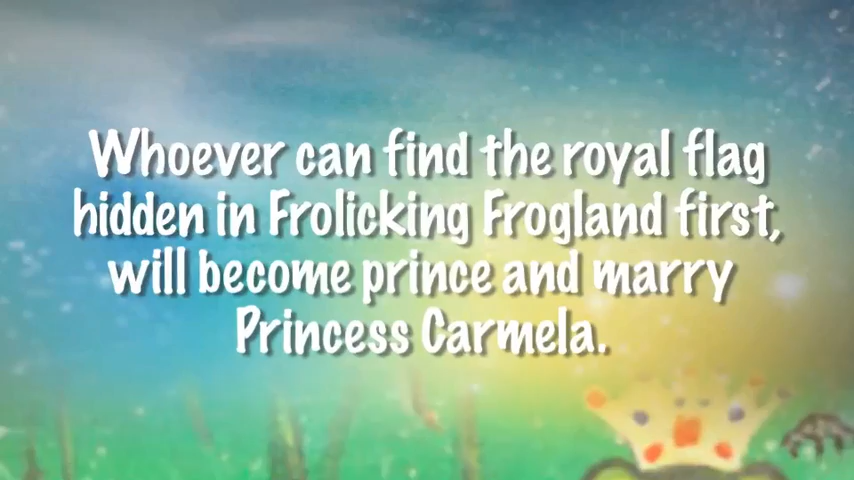 Whoever can find the royal flag
hidden in Frolicking Frogland first,
will become prince and marry
Princess Carmela.